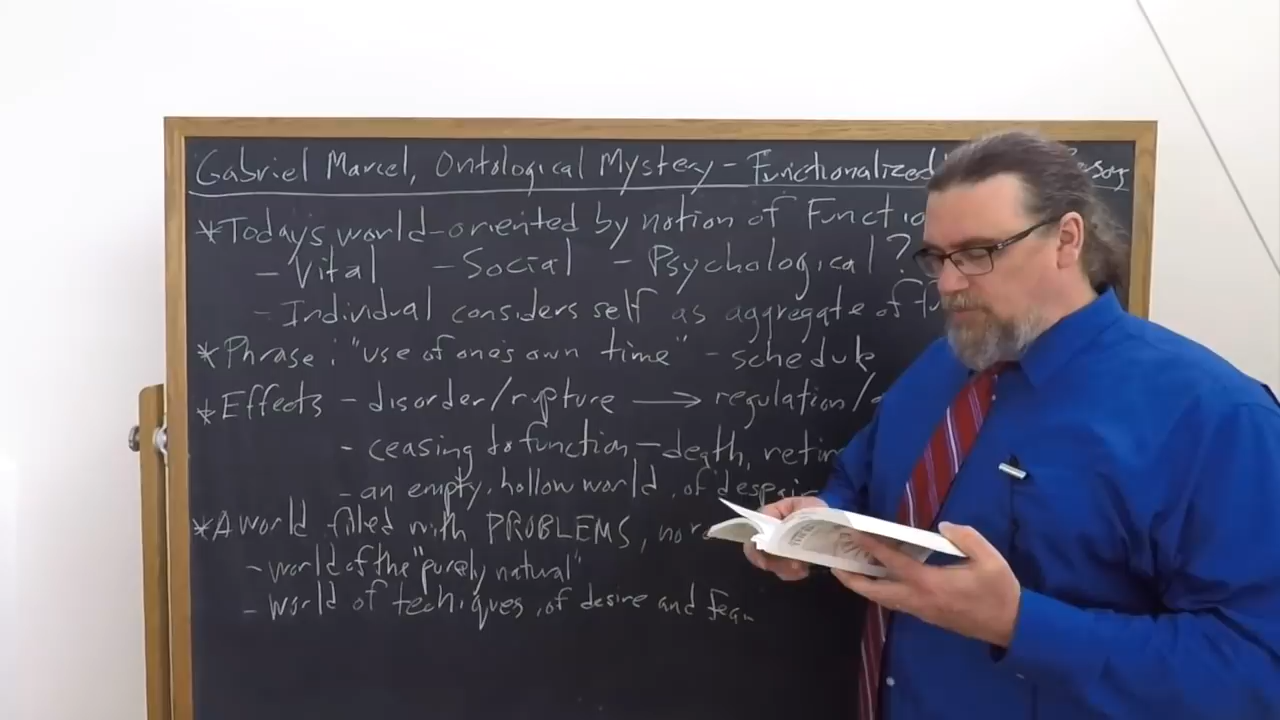 Gabriel Marcel, Ontological Mystery - Functionalized
* Today's world - oriented by notion of Functio
- Vital - Social - Psychological?
- Individual considers self as aggregate of fu
* Phrase: "use of one's own time" - schedule
* Effects - disorder/rupture → regulation/
- ceasing to function - death, retir
- an empty, hollow world, of despair
* A world filled with PROBLEMS, no
- world of the "purely natural"
- world of techiques, of desire and fear